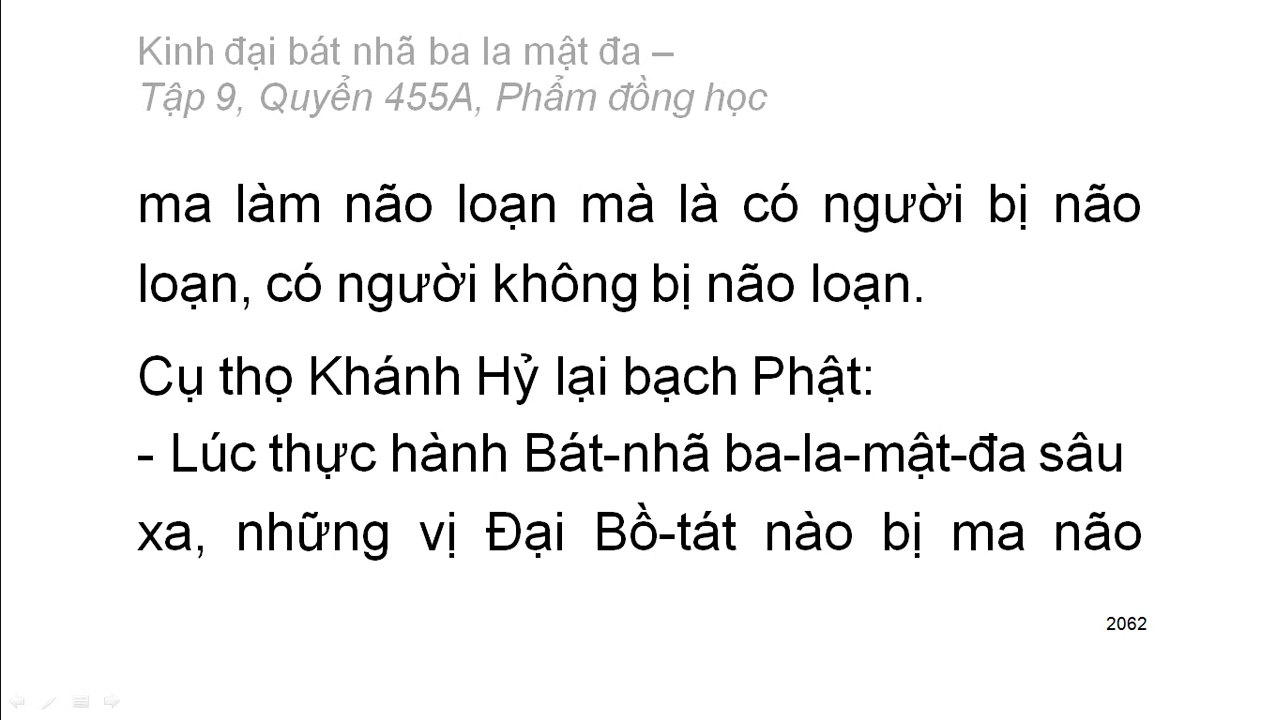 Kinh đại bát nhã ba la mật đa –
Tập 9, Quyển 455A, Phẩm đồng học
ma làm não loạn mà là có người bị não
loạn, có người không bị não loạn.
Cụ thọ Khánh Hỷ lại bạch Phật:
- Lúc thực hành Bát-nhã ba-la-mật-đa sâu
xa, những vị Đại Bồ-tát nào bị ma não
2062